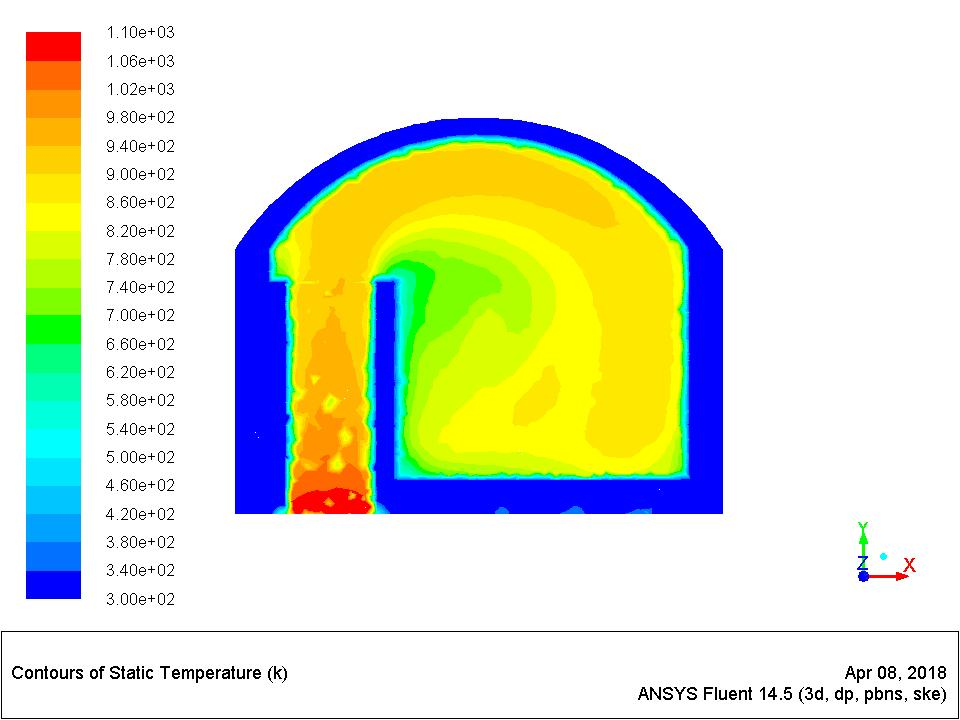 1.10e+03
1.06e+03
1.02e+03
9.80e+02
9.40e+02
9.00e+02
8.60e+02
8.20e+02
7.80e+02
7.40e+02
7.00e+02
6.60e+02
6.20e+02
5.80e+02
5.40e+02
5.00e+02
4.60e+02
4.20e+02
3.80e+02
3.40e+02
3.00e+02
Y
Z X
Contours of Static Temperature (k)
Apr 08, 2018
ANSYS Fluent 14.5 (3d, dp, pbns, ske)